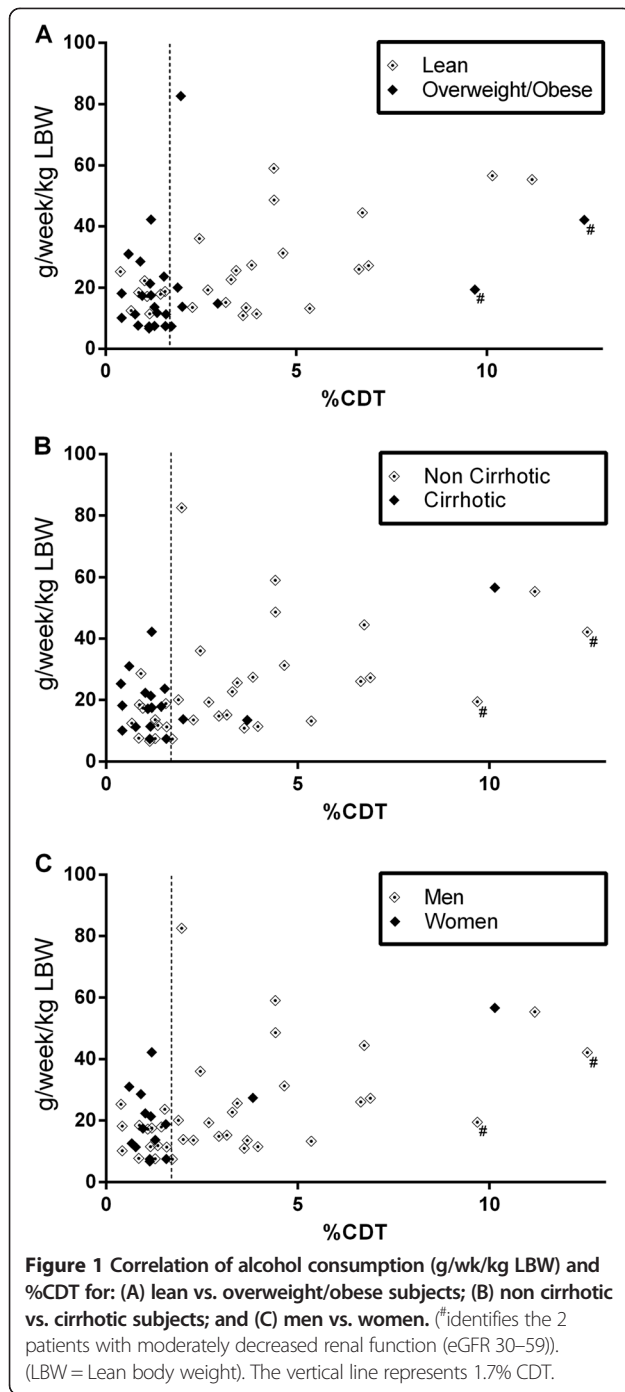 A
100
80
60
40
20
0
g/week/kg LBW
Lean
Overweight/Obese
#
#
0
5
10
%CDT
B
100
80
60
40
20
0
g/week/kg LBW
Non Cirrhotic
Cirrhotic
#
#
0
5
10
%CDT
C
100
80
60
40
20
0
g/week/kg LBW
Men
Women
#
#
0
5
10
%CDT
Figure 1 Correlation of alcohol consumption (g/wk/kg LBW) and
%CDT for: (A) lean vs. overweight/obese subjects; (B) non cirrhotic
vs. cirrhotic subjects; and (C) men vs. women. (#identifies the 2
patients with moderately decreased renal function (eGFR 30–59)).
(LBW = Lean body weight). The vertical line represents 1.7% CDT.